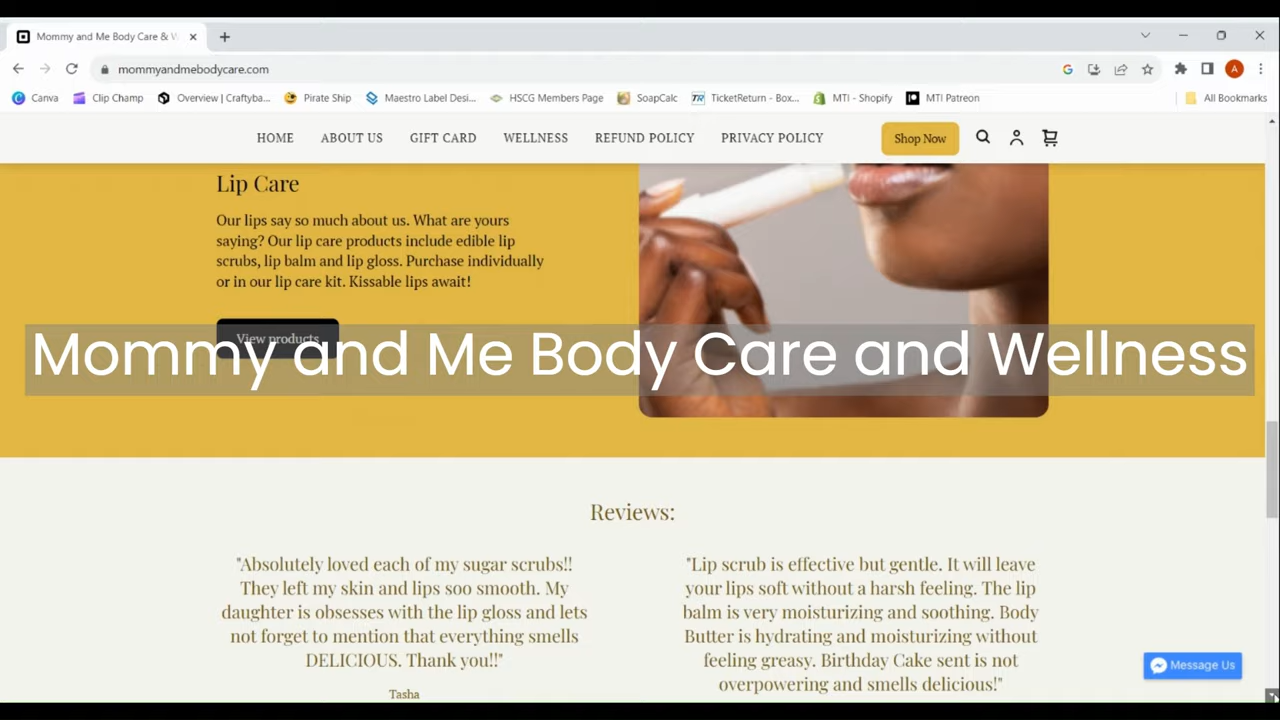 Mommy and Me Body Care & W
mommyandmebodycare.com
A
Canva Clip Champ Overview | Craftyba... Pirate Ship Maestro Label Desi... HSCG Members Page SoapCalc TicketReturn - Box... MTI - Shopify MTI Patreon All Bookmarks
HOME ABOUT US GIFT CARD WELLNESS REFUND POLICY PRIVACY POLICY Shop Now
Lip Care
Our lips say so much about us. What are yours
saying? Our lip care products include edible lip
scrubs, lip balm and lip gloss. Purchase individually
or in our lip care kit. Kissable lips await!
View products
Mommy and Me Body Care and Wellness
Reviews:
"Absolutely loved each of my sugar scrubs!!
They left my skin and lips soo smooth. My
daughter is obsesses with the lip gloss and lets
not forget to mention that everything smells
DELICIOUS. Thank you!!"
Tasha
"Lip scrub is effective but gentle. It will leave
your lips soft without a harsh feeling. The lip
balm is very moisturizing and soothing. Body
Butter is hydrating and moisturizing without
feeling greasy. Birthday Cake sent is not
overpowering and smells delicious!"
Message Us